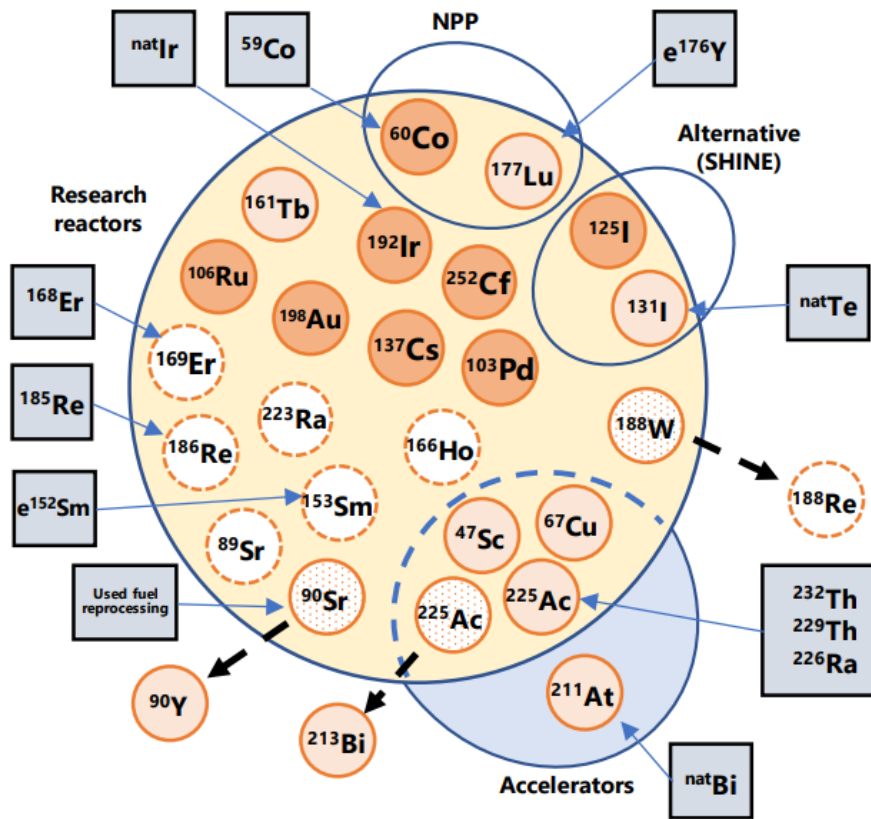 NPP
natIr
59Co
e176Y
60Co
Alternative
(SHINE)
177Lu
Research
reactors
161Tb
125I
192Ir
106Ru
252Cf
168Er
198Au
131I
natTe
137Cs
169Er
103Pd
185Re
223Ra
188W
186Re
166Ho
188Re
e152Sm
153Sm
67Cu
47Sc
89Sr
Used fuel
reprocessing
90Sr
225Ac
225Ac
232Th
229Th
226Ra
90Y
211At
213Bi
Accelerators
natBi